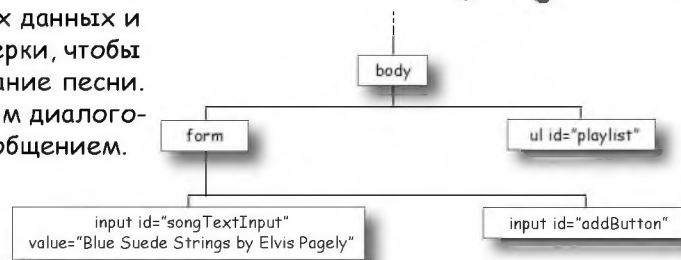 х данных и
ерки, чтобы
ание песни.
м диалого-
общением.
body
form
ul id="playlist"
input id="songTextInput"
value="Blue Suede Strings by Elvis Pagely"
input id="addButton"